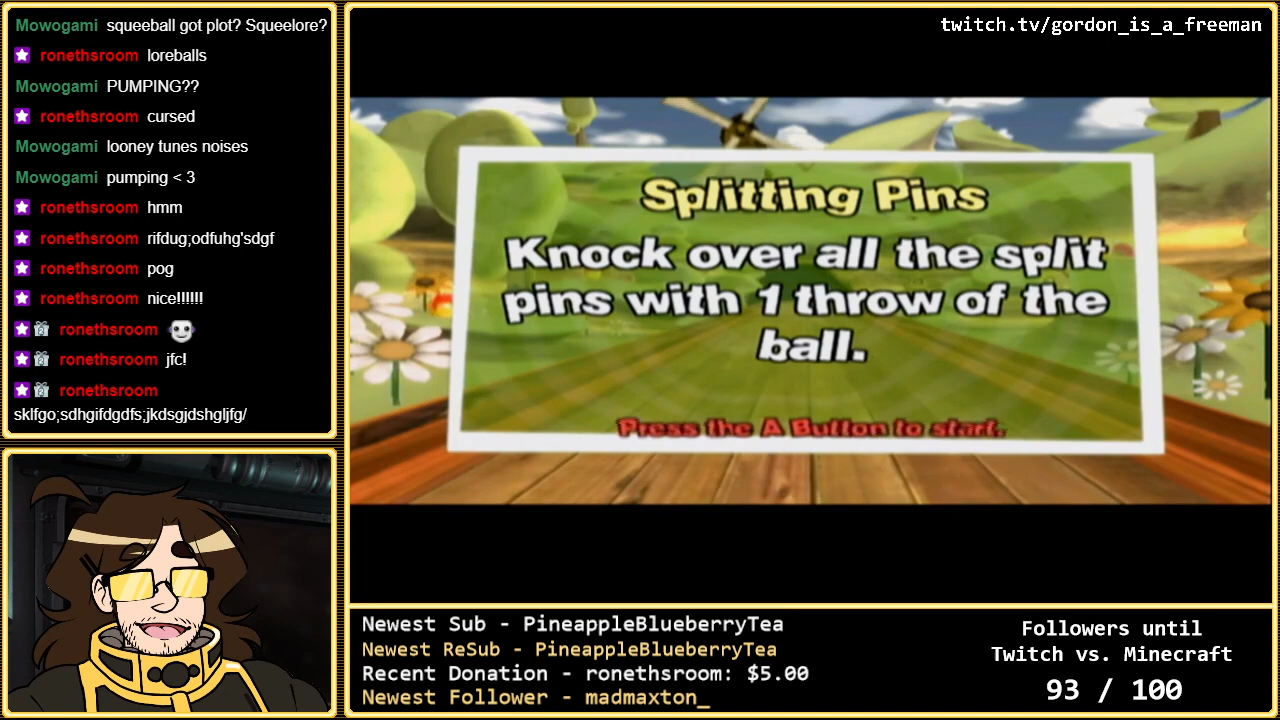 Mowogami squeeball got plot? Squeelore?
ronethsroom loreballs
Mowogami PUMPING??
ronethsroom cursed
Mowogami looney tunes noises
Mowogami pumping < 3
ronethsroom hmm
ronethsroom rifdug;odfuhg'sdgf
ronethsroom pog
ronethsroom nice!!!!!!
ronethsroom
ronethsroom jfc!
ronethsroom
sklfgo;sdhgifdgdfs;jkdsgjdshgljfg/
twitch.tv/gordon_is_a_freeman
Splitting Pins
Knock over all the split
pins with 1 throw of the
ball.
Press the A Button to start.
Newest Sub - PineappleBlueberryTea
Newest ReSub - PineappleBlueberryTea
Recent Donation - ronethsroom: $5.00
Newest Follower - madmaxton_
Followers until
Twitch vs. Minecraft
93 / 100